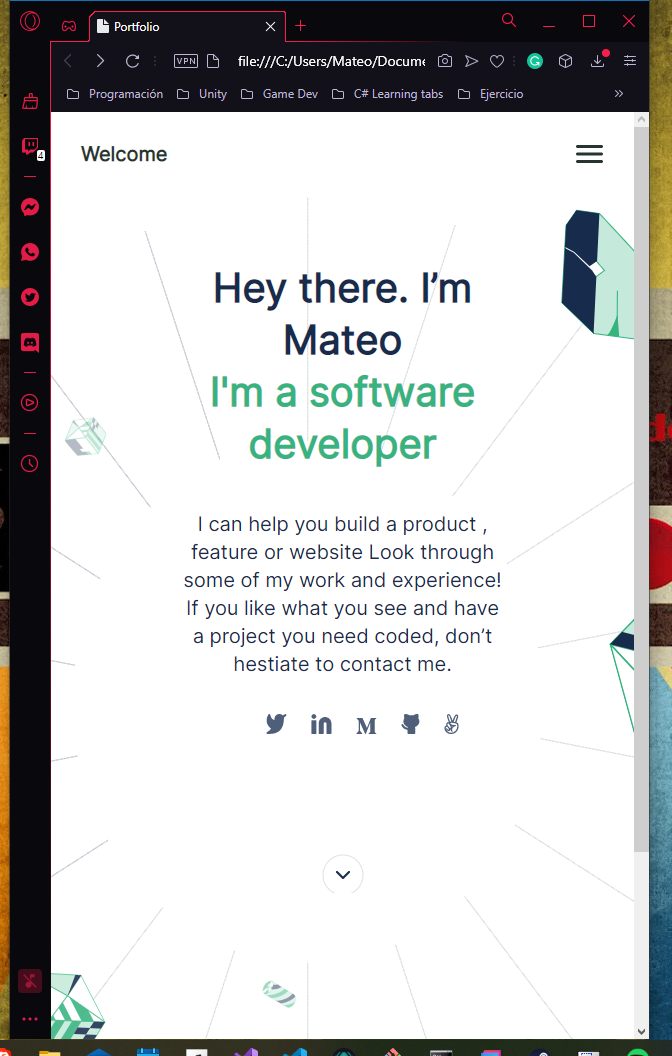 Portfolio
VPN
file:///C:/Users/Mateo/Docume
Programación
Unity
Game Dev
C# Learning tabs
Ejercicio
4
Welcome
Hey there. I’m
Mateo
I'm a software
developer
I can help you build a product ,
feature or website Look through
some of my work and experience!
If you like what you see and have
a project you need coded, don’t
hestiate to contact me.